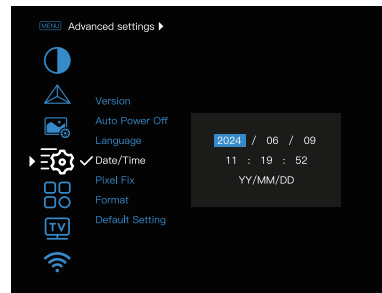 MENU Advanced settings
Version
Auto Power Off
Language
Date/Time
Pixel Fix
Format
Default Setting
2024 / 06 / 09
11 : 19 : 52
YY/MM/DD
TV